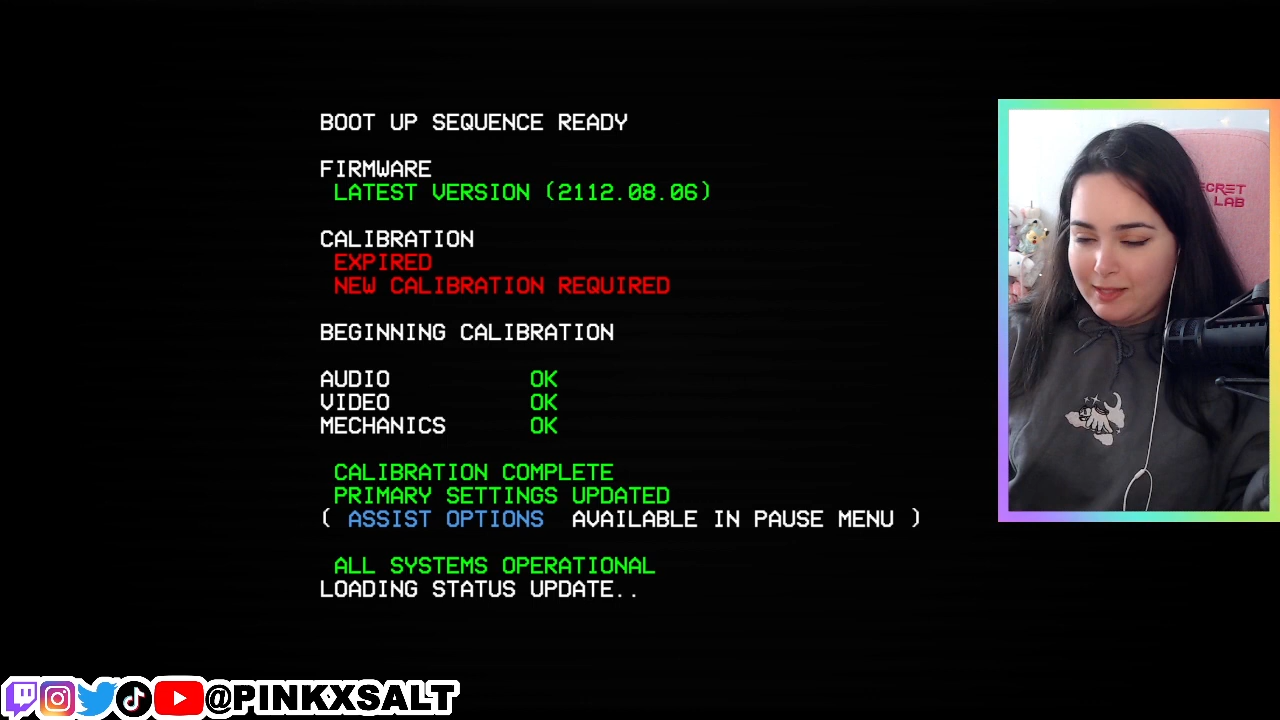 BOOT UP SEQUENCE READY
FIRMWARE
LATEST VERSION (2112.08.06)
CALIBRATION
EXPIRED
NEW CALIBRATION REQUIRED
BEGINNING CALIBRATION
AUDIO OK
VIDEO OK
MECHANICS OK
CALIBRATION COMPLETE
PRIMARY SETTINGS UPDATED
( ASSIST OPTIONS AVAILABLE IN PAUSE MENU )
ALL SYSTEMS OPERATIONAL
LOADING STATUS UPDATE..
CRET
LAB
@PINKXSALT